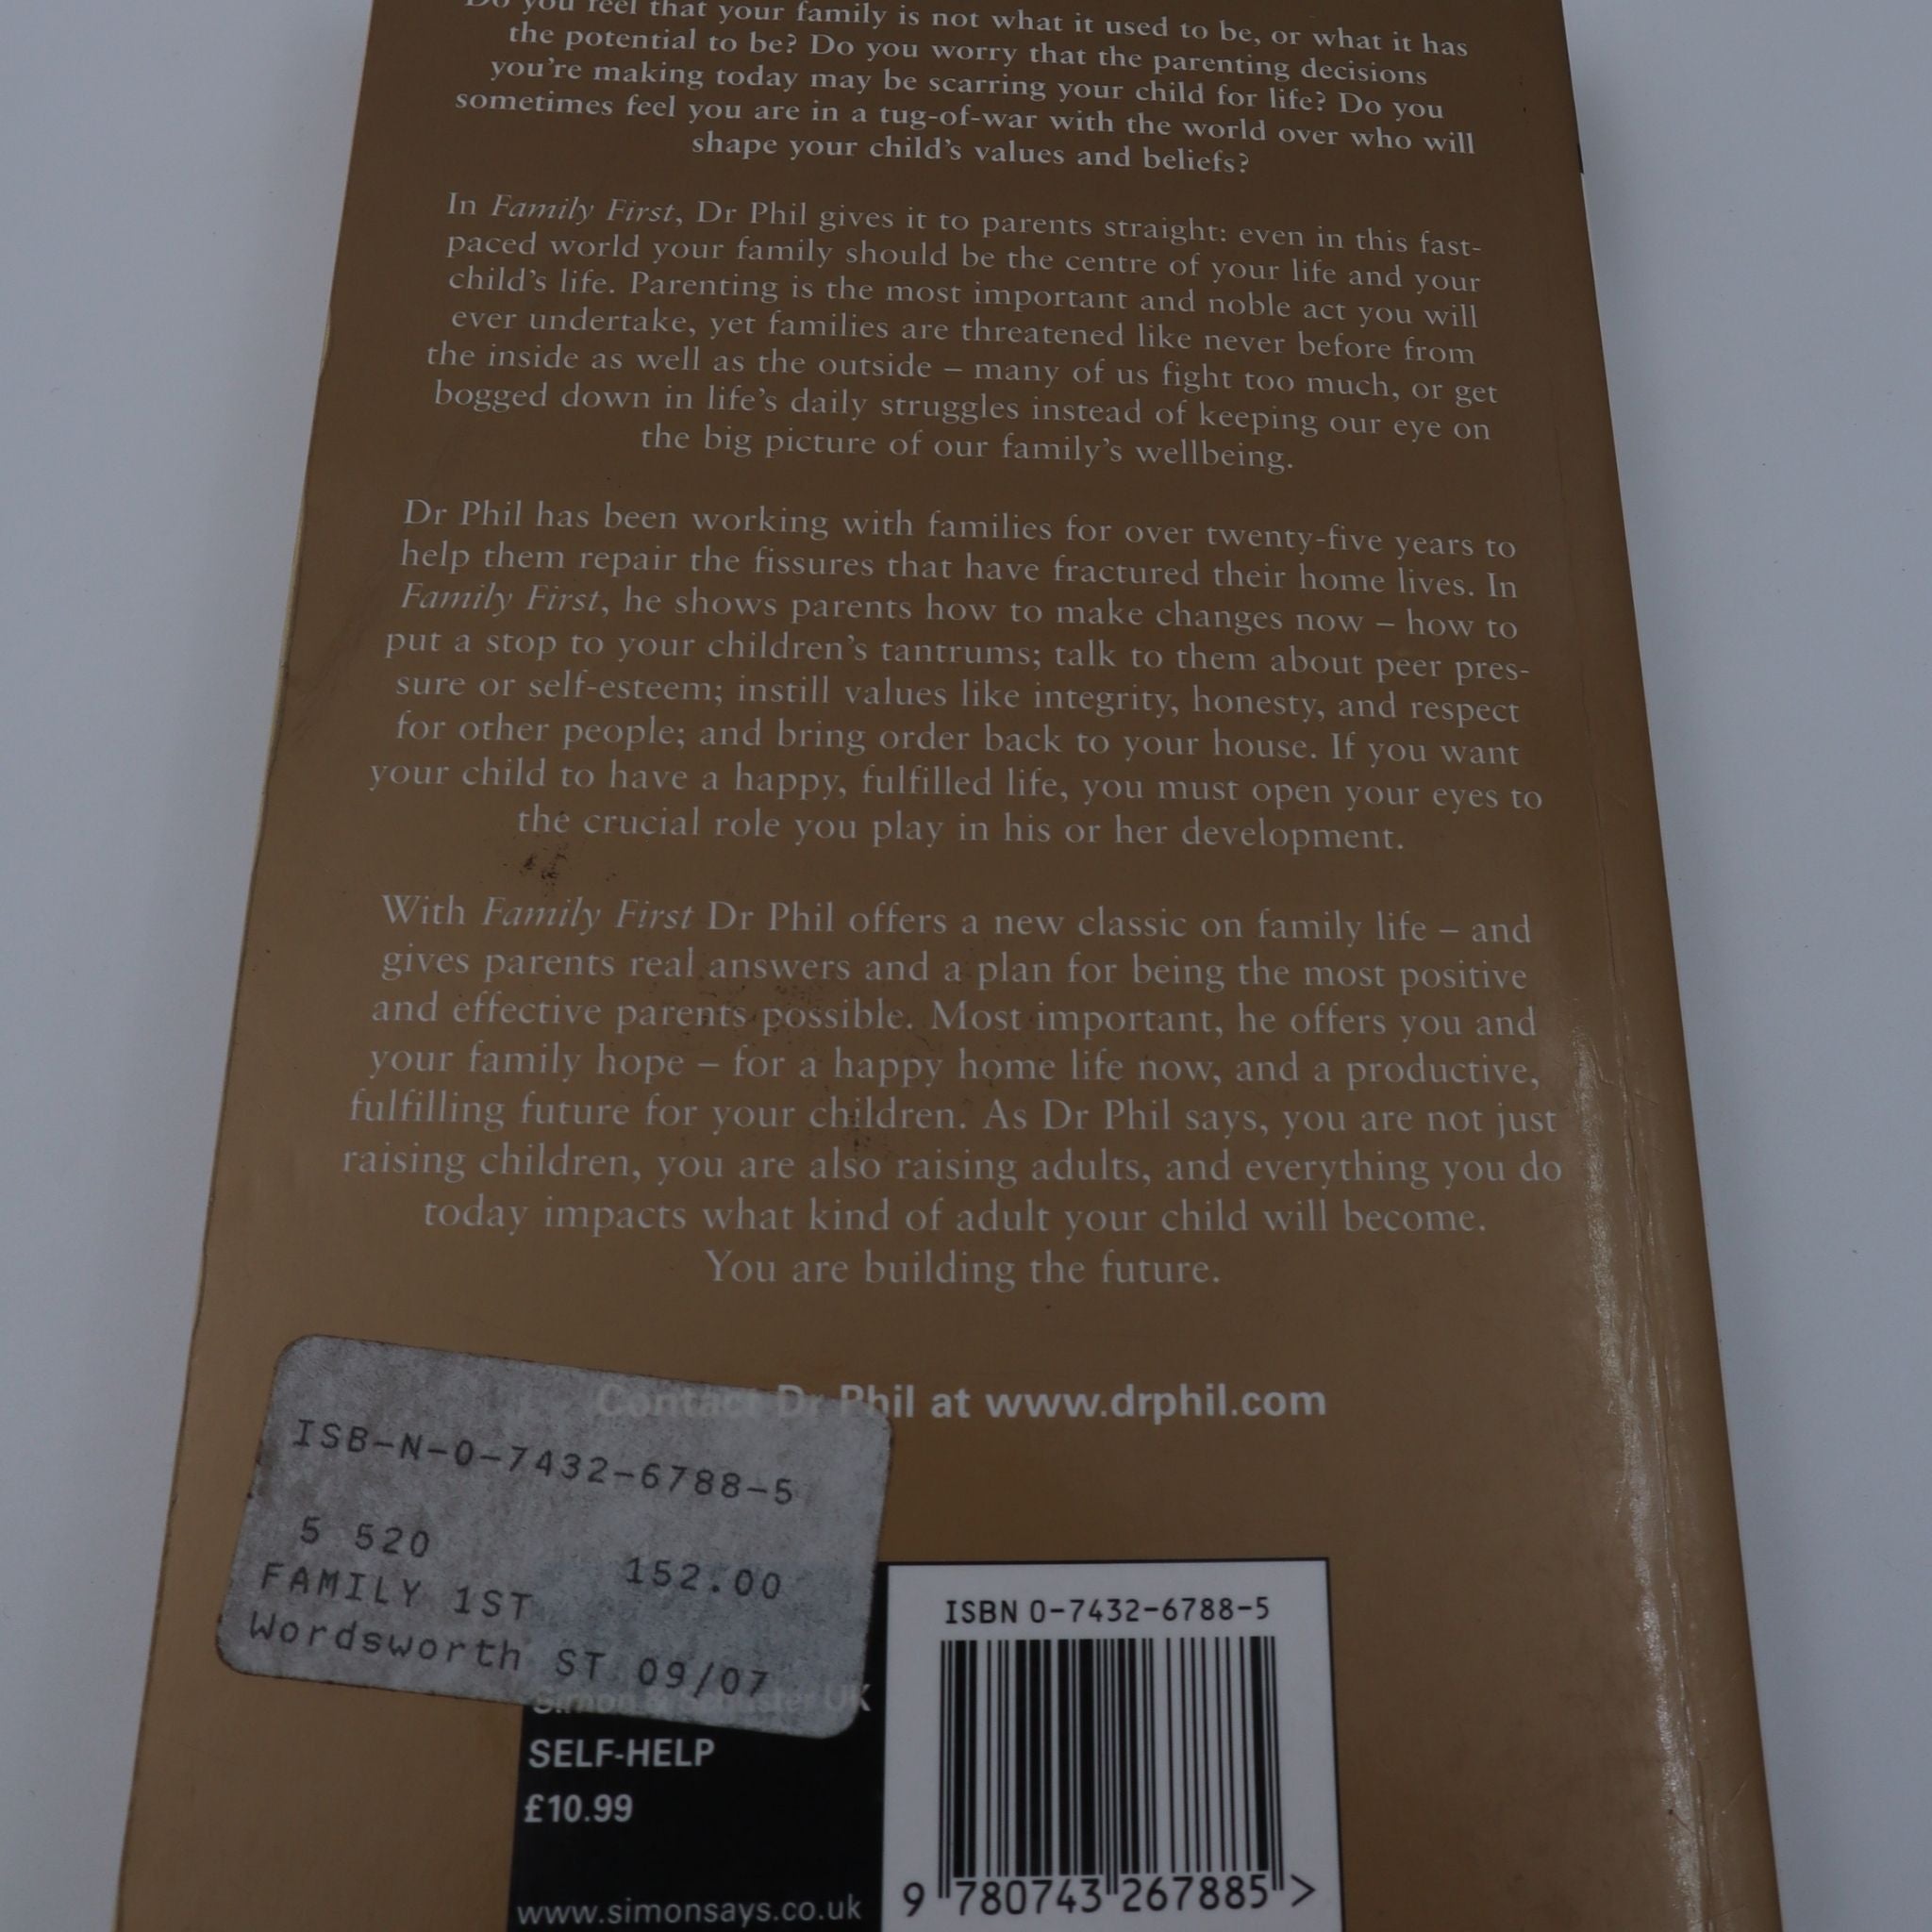 Do you feel that your family is not what it used to be, or what it has
the potential to be? Do you worry that the parenting decisions
you're making today may be scarring your child for life? Do you
sometimes feel you are in a tug-of-war with the world over who will
shape your child's values and beliefs?
In Family First, Dr Phil gives it to parents straight: even in this fast-
paced world your family should be the centre of your life and your
child's life. Parenting is the most important and noble act you will
ever undertake, yet families are threatened like never before from
the inside as well as the outside – many of us fight too much, or get
bogged down in life's daily struggles instead of keeping our eye on
the big picture of our family's wellbeing.
Dr Phil has been working with families for over twenty-five years to
help them repair the fissures that have fractured their home lives. In
Family First, he shows parents how to make changes now – how to
put a stop to your children's tantrums; talk to them about peer pres-
sure or self-esteem; instill values like integrity, honesty, and respect
for other people; and bring order back to your house. If you want
your child to have a happy, fulfilled life, you must open your eyes to
the crucial role you play in his or her development.
With Family First Dr Phil offers a new classic on family life – and
gives parents real answers and a plan for being the most positive
and effective parents possible. Most important, he offers you and
your family hope – for a happy home life now, and a productive,
fulfilling future for your children. As Dr Phil says, you are not just
raising children, you are also raising adults, and everything you do
today impacts what kind of adult your child will become.
You are building the future.
Contact Dr Phil at www.drphil.com
ISB-N-0-7432-6788-5
5 520 152.00
FAMILY 1ST
Wordsworth ST 09/07
Simon & Schuster UK
SELF-HELP
£10.99
www.simonsays.co.uk
ISBN 0-7432-6788-5
9 780743 267885 >